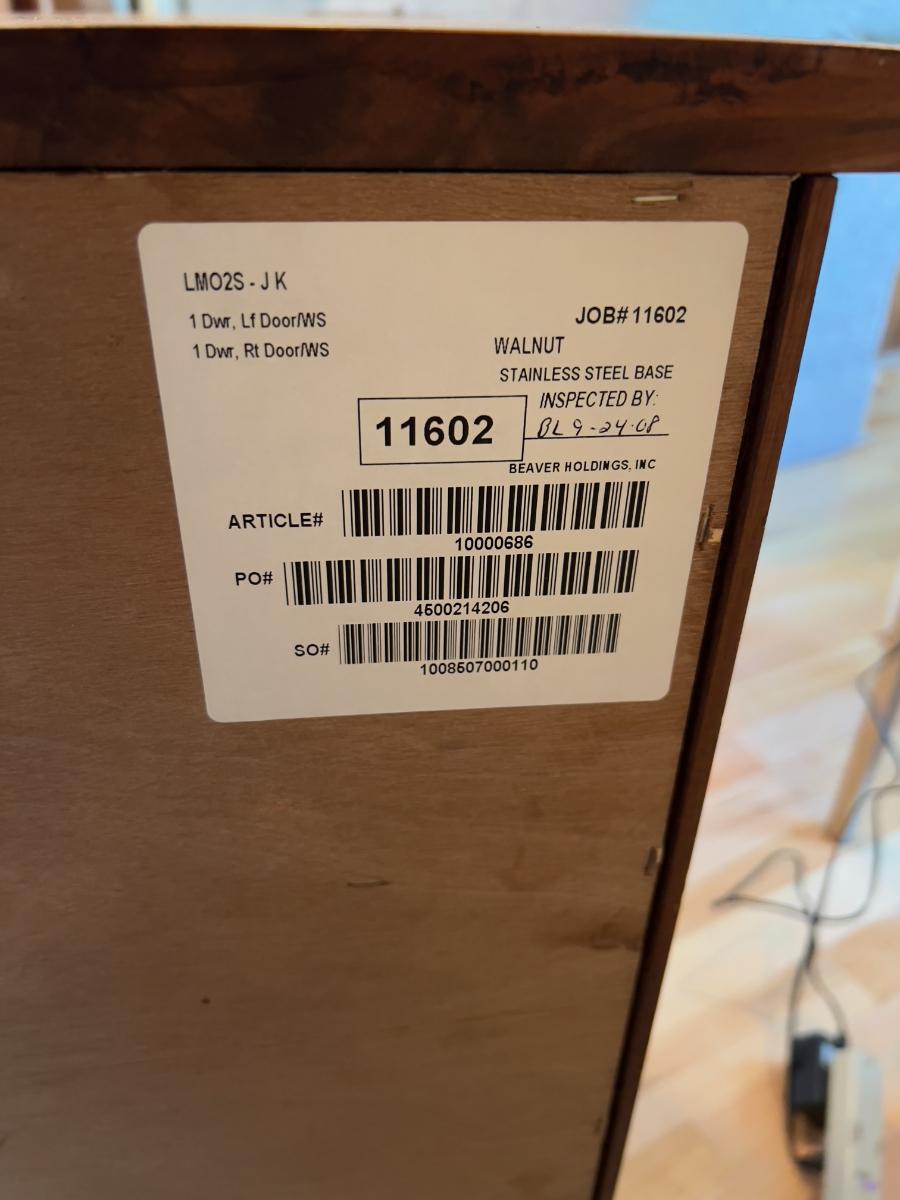 LMO2S - J K
1 Dwr, Lf Door/WS
JOB# 11602
1 Dwr, Rt Door/WS
WALNUT
STAINLESS STEEL BASE
INSPECTED BY:
11602
BL 9-24-08
BEAVER HOLDINGS, INC
ARTICLE#
10000686
PO#
4500214206
SO#
1008507000110